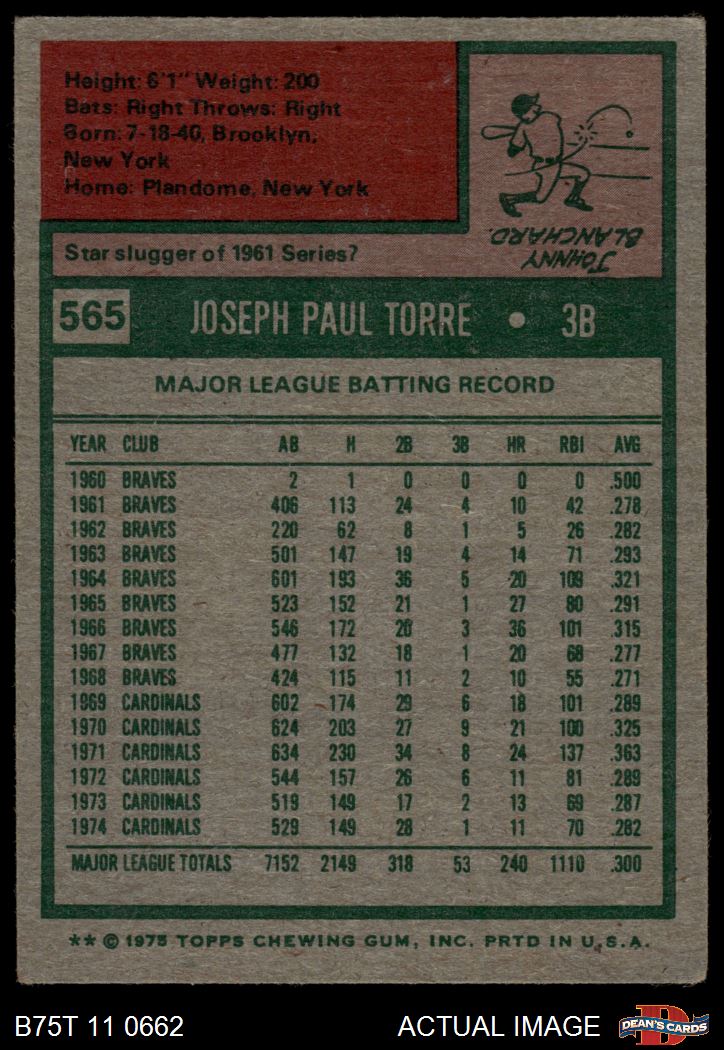 Height: 6'1" Weight: 200
Bats: Right Throws: Right
Born: 7-18-40, Brooklyn,
New York
Home: Plandome, New York
JOHNNY
BLANCHARD.
Star slugger of 1961 Series?
565 JOSEPH PAUL TORRE • 3B
MAJOR LEAGUE BATTING RECORD
YEAR CLUB AB H 2B 3B HR RBI AVG
1960 BRAVES 2 1 0 0 0 0 .500
1961 BRAVES 406 113 24 4 10 42 .278
1962 BRAVES 220 62 8 1 5 26 .282
1963 BRAVES 501 147 19 4 14 71 .293
1964 BRAVES 601 193 36 5 20 109 .321
1965 BRAVES 523 152 21 1 27 80 .291
1966 BRAVES 546 172 20 3 36 101 .315
1967 BRAVES 477 132 18 1 20 68 .277
1968 BRAVES 424 115 11 2 10 55 .271
1969 CARDINALS 602 174 29 6 18 101 .289
1970 CARDINALS 624 203 27 9 21 100 .325
1971 CARDINALS 634 230 34 8 24 137 .363
1972 CARDINALS 544 157 26 6 11 81 .289
1973 CARDINALS 519 149 17 2 13 69 .287
1974 CARDINALS 529 149 28 1 11 70 .282
MAJOR LEAGUE TOTALS 7152 2149 318 53 240 1110 .300
** © 1975 TOPPS CHEWING GUM, INC. PRTD IN U.S.A.
B75T 11 0662 ACTUAL IMAGE D DEAN'S CARDS